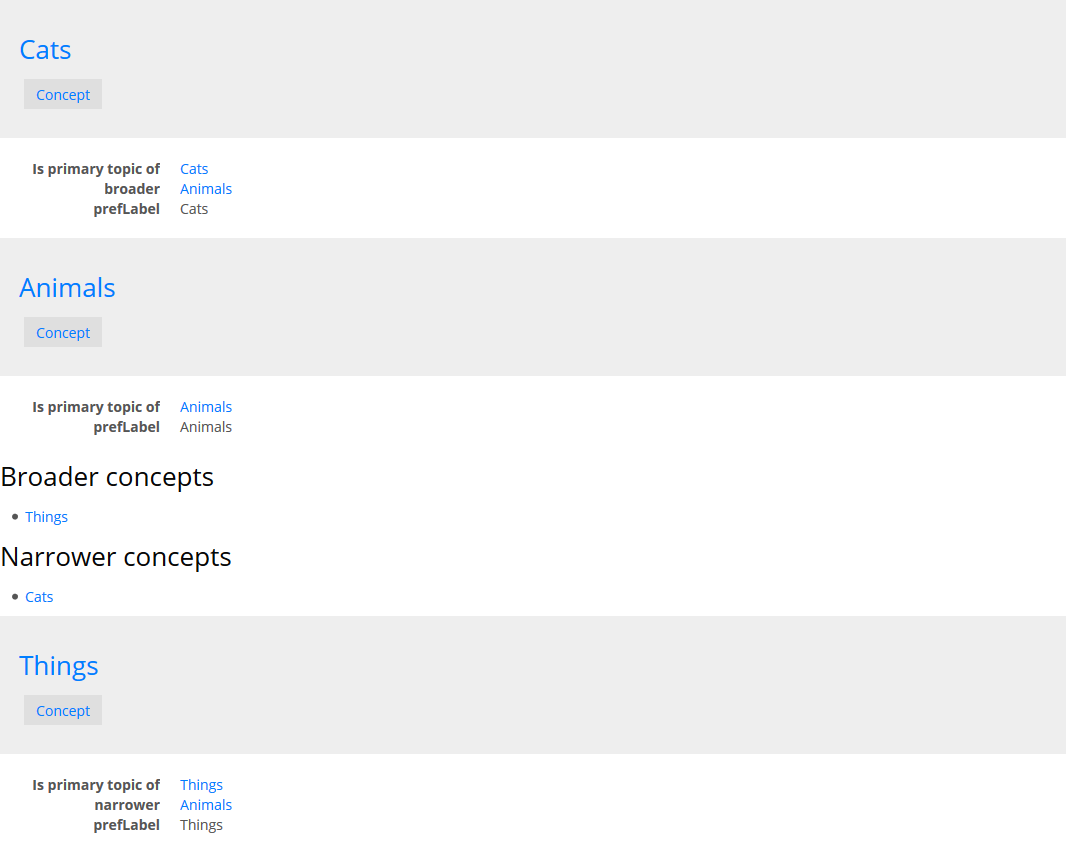 Cats
Concept
Is primary topic of Cats
broader Animals
prefLabel Cats
Animals
Concept
Is primary topic of Animals
prefLabel Animals
Broader concepts
Things
Narrower concepts
Cats
Things
Concept
Is primary topic of Things
narrower Animals
prefLabel Things